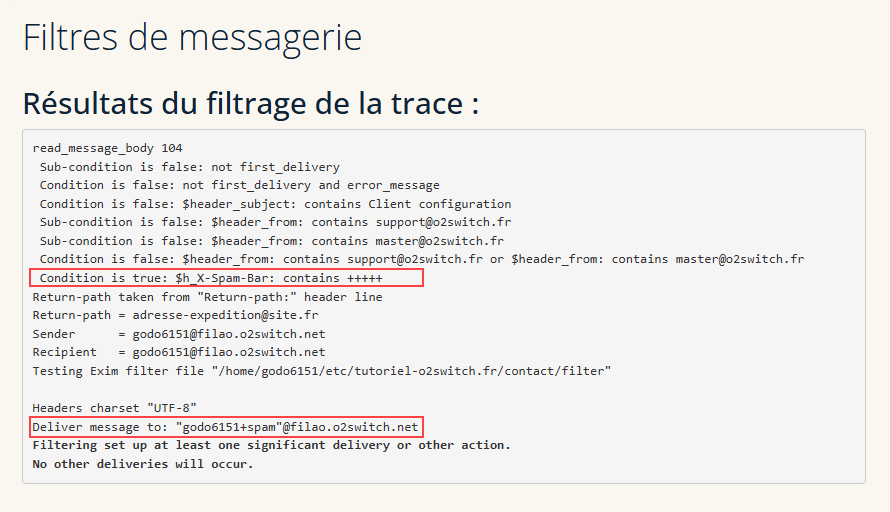 Filtres de messagerie
Résultats du filtrage de la trace :
read_message_body 104
Sub-condition is false: not first_delivery
Condition is false: not first_delivery and error_message
Condition is false: $header_subject: contains Client configuration
Sub-condition is false: $header_from: contains support@o2switch.fr
Sub-condition is false: $header_from: contains master@o2switch.fr
Condition is false: $header_from: contains support@o2switch.fr or $header_from: contains master@o2switch.fr
Condition is true: $h_X-Spam-Bar: contains +++++
Return-path taken from "Return-path:" header line
Return-path = adresse-expedition@site.fr
Sender      = godo6151@filao.o2switch.net
Recipient   = godo6151@filao.o2switch.net
Testing Exim filter file "/home/godo6151/etc/tutoriel-o2switch.fr/contact/filter"
Headers charset "UTF-8"
Deliver message to: "godo6151+spam"@filao.o2switch.net
Filtering set up at least one significant delivery or other action.
No other deliveries will occur.